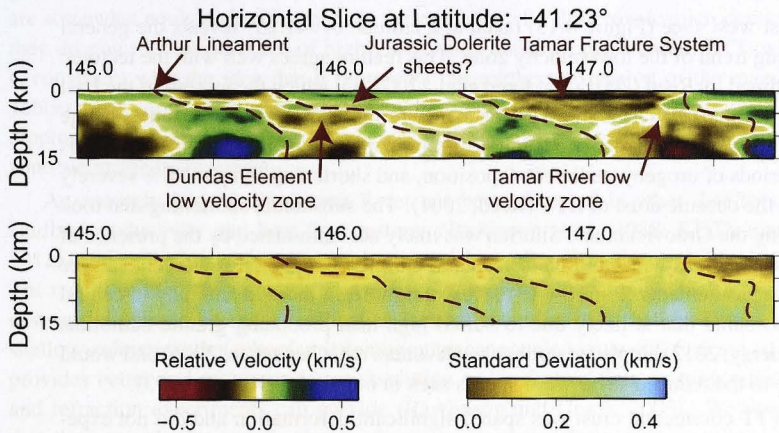 Horizontal Slice at Latitude: −41.23°
Arthur Lineament
Jurassic Dolerite Sills?
Tamar Fracture System
145.0 146.0 147.0
Depth (km)
0
15
Dundas Element low velocity zone
Tamar River low velocity zone
145.0 146.0 147.0
Depth (km)
0
15
Relative Velocity (km/s)
−0.5 0.0 0.5
Standard Deviation (km/s)
0.0 0.2 0.4